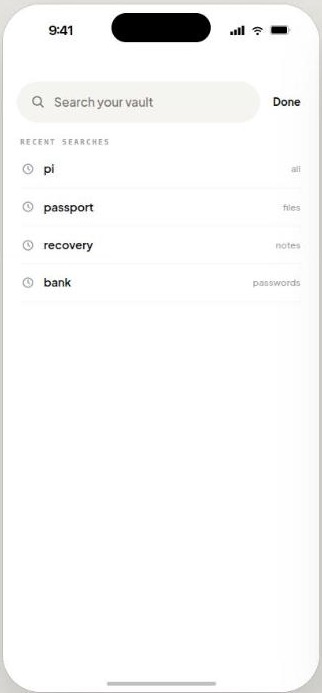 9:41
Search your vault
Done
RECENT SEARCHES
pi all
passport files
recovery notes
bank passwords